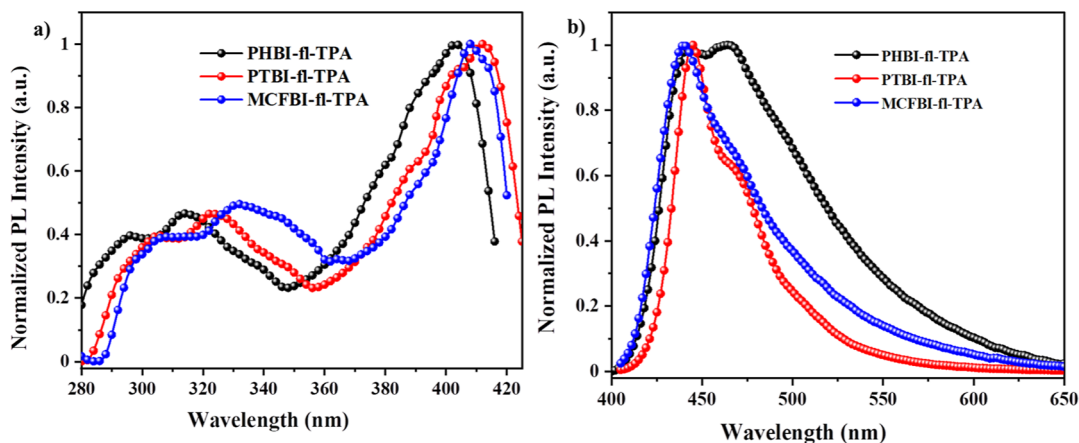 a)
PHBI-fl-TPA
PTBI-fl-TPA
MCFBI-fl-TPA
Normalized PL Intensity (a.u.)
1
0.8
0.6
0.4
0.2
0
280 300 320 340 360 380 400 420
Wavelength (nm)
b)
PHBI-fl-TPA
PTBI-fl-TPA
MCFBI-fl-TPA
Normalized PL Intensity (a.u.)
1
0.8
0.6
0.4
0.2
0.0
400 450 500 550 600 650
Wavelength (nm)